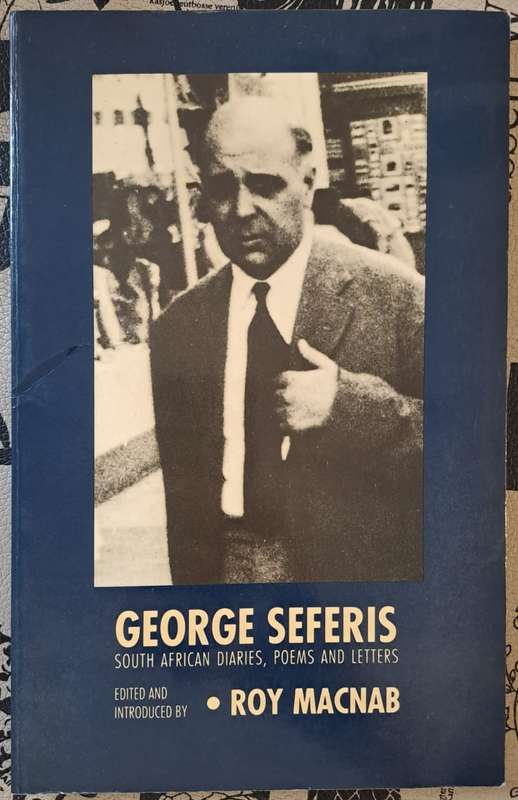 GEORGE SEFERIS
SOUTH AFRICAN DIARIES, POEMS AND LETTERS
EDITED AND
INTRODUCED BY
• ROY MACNAB